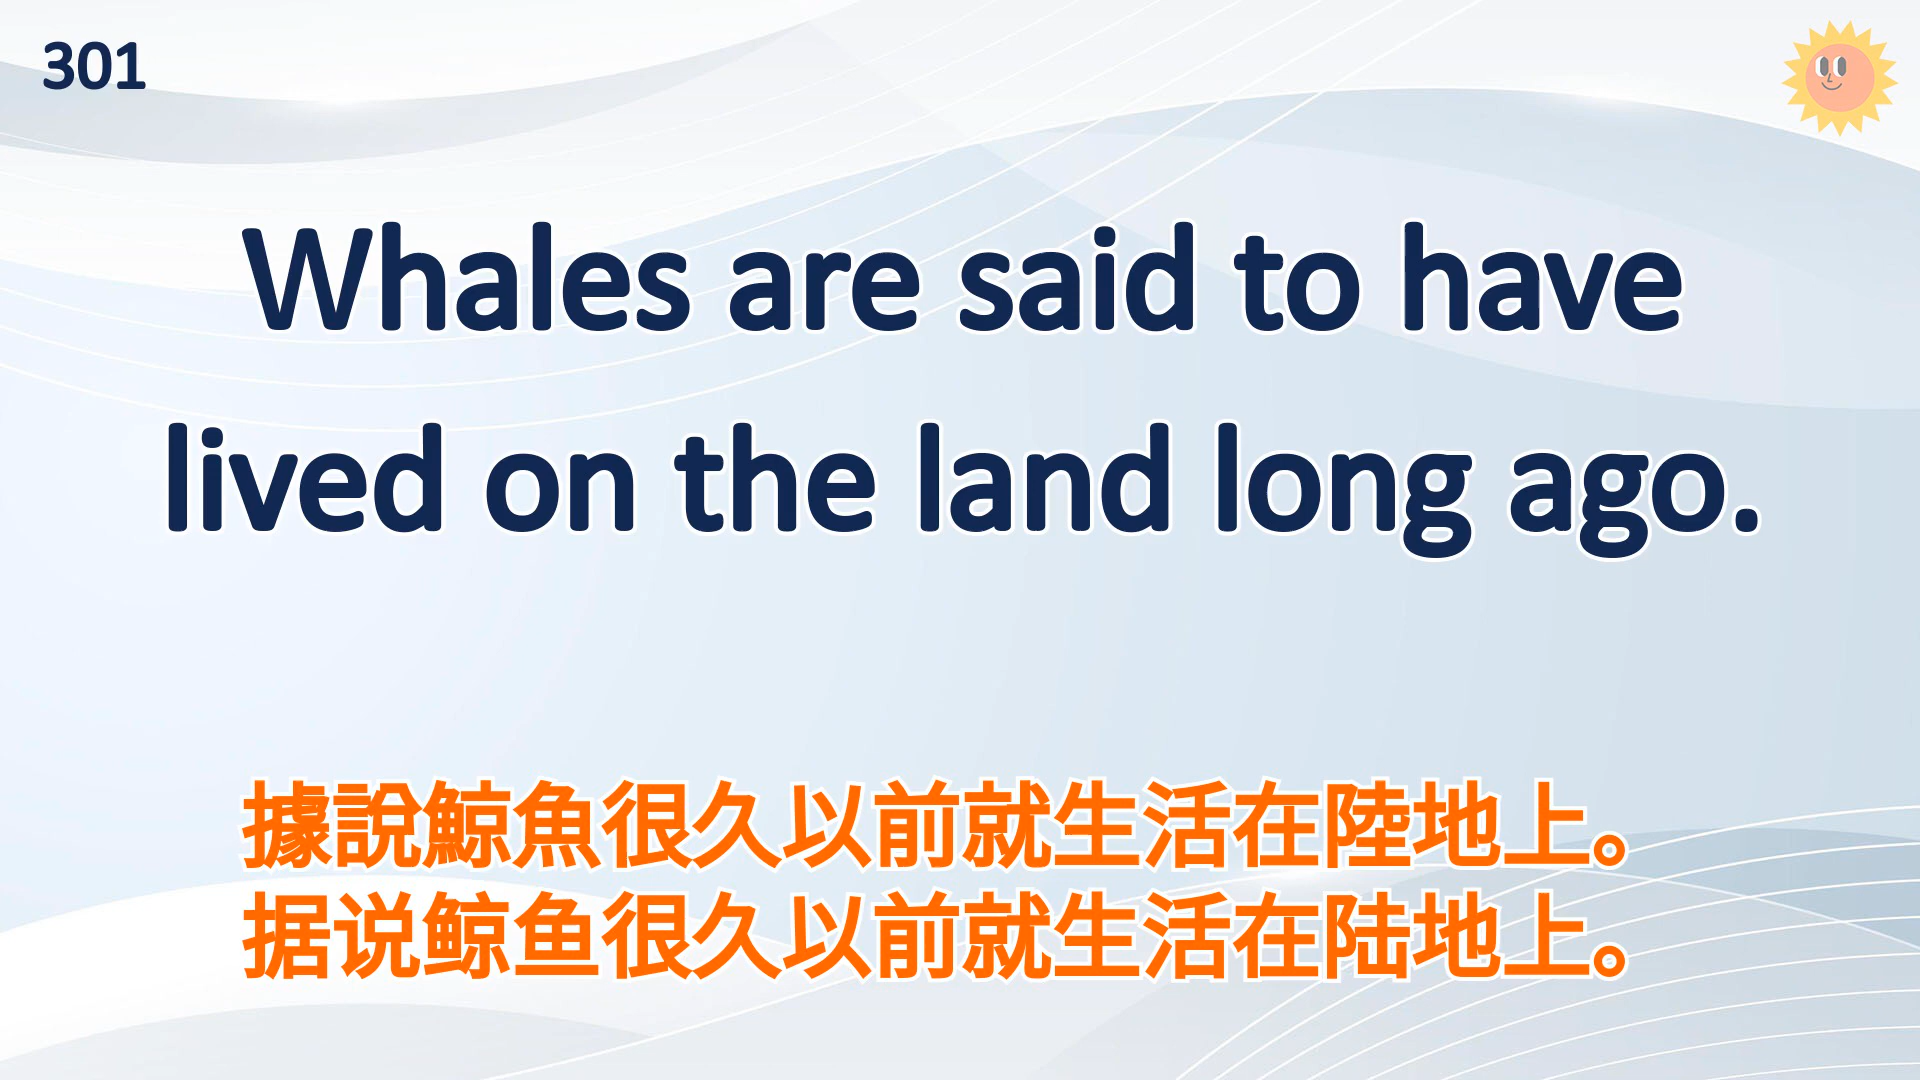 301
Whales are said to have
lived on the land long ago.
據說鯨魚很久以前就生活在陸地上。
据说鲸鱼很久以前就生活在陆地上。